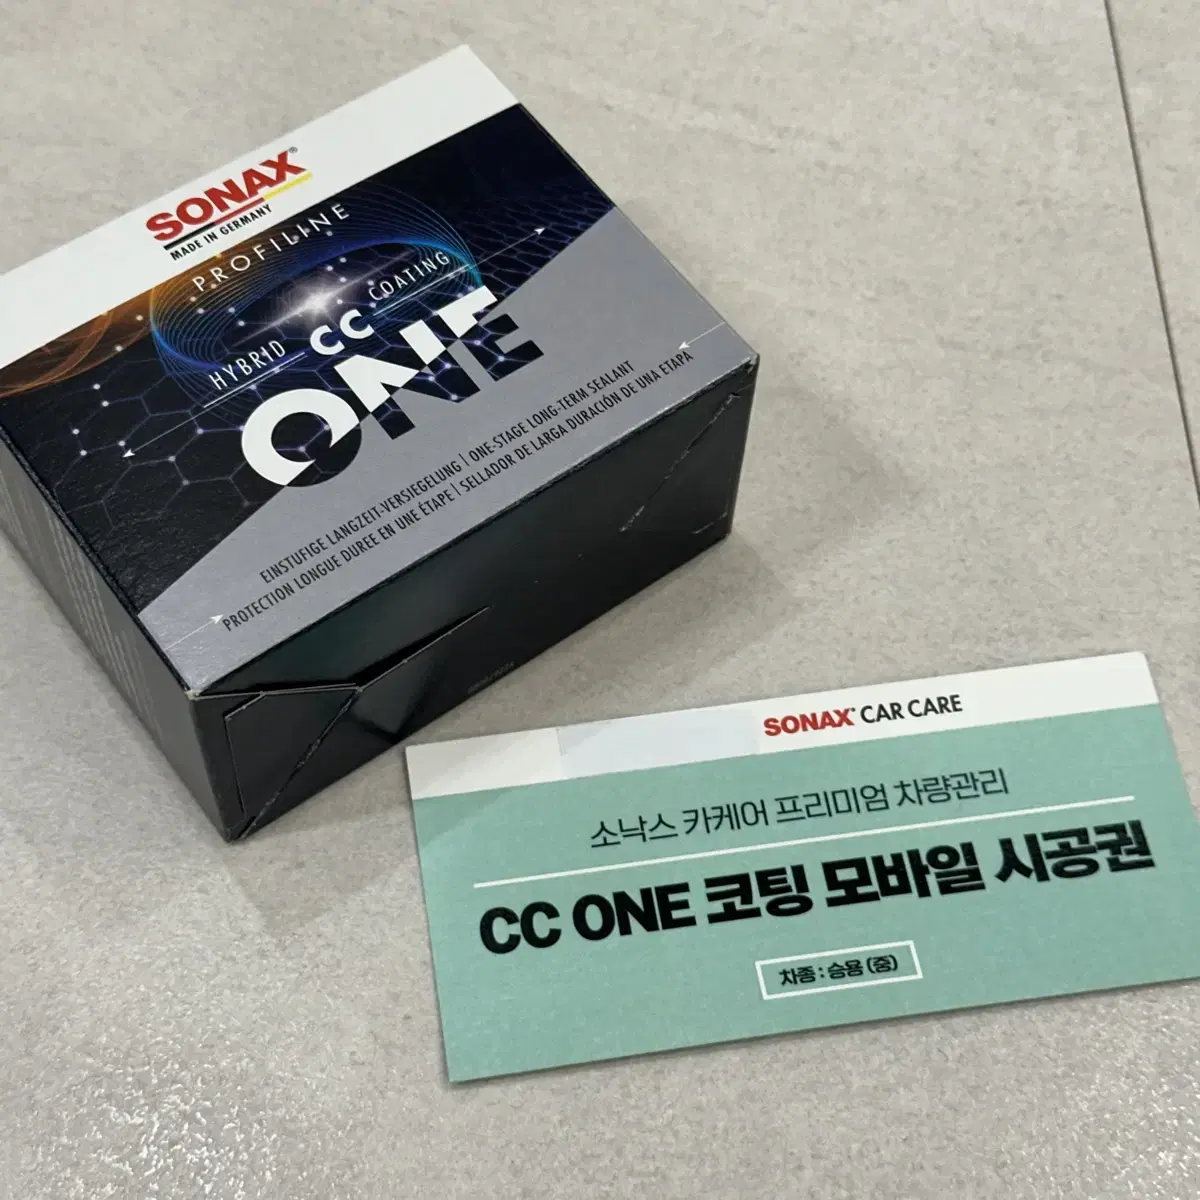 SONAX®
MADE IN GERMANY
PROFILINE
HYBRID CC COATING
ONE
EINSTUFIGE LANGZEIT-VERSIEGELUNG | ONE-STAGE LONG-TERM SEALANT
PROTECTION LONGUE DUREE EN UNE ÉTAPE | SELLADOR DE LARGA DURACIÓN DE UNA ETAPA
SONAX® CAR CARE
소낙스 카케어 프리미엄 차량관리
CC ONE 코팅 모바일 시공권
차종 : 승용 (중)